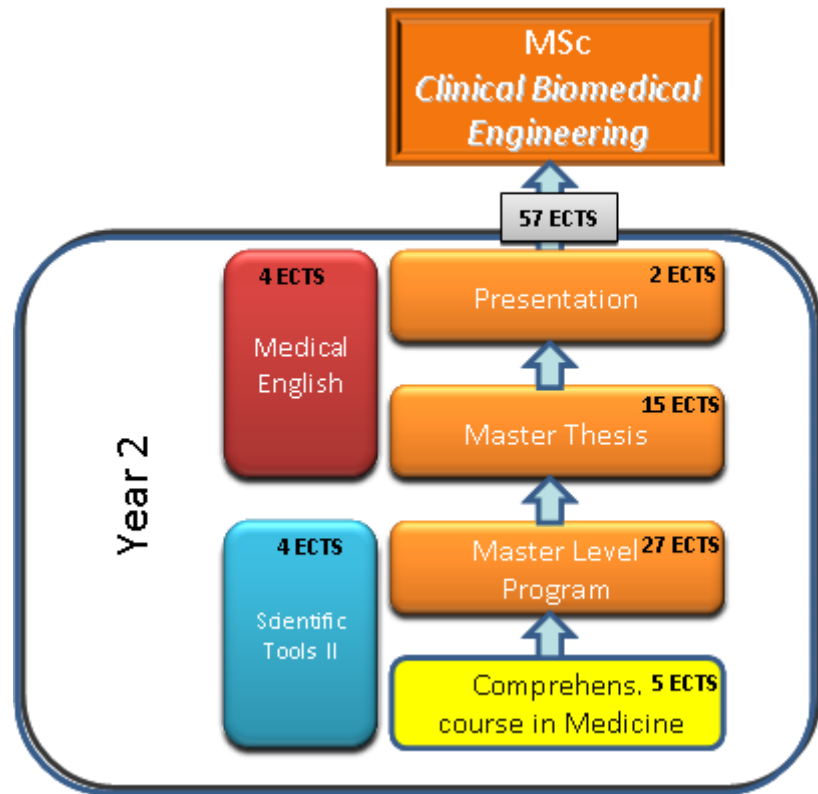 MSc
Clinical Biomedical
Engineering
57 ECTS
Year 2
4 ECTS
Medical
English
2 ECTS
Presentation
15 ECTS
Master Thesis
4 ECTS
Scientific
Tools II
Master Level 27 ECTS
Program
Comprehens. 5 ECTS
course in Medicine